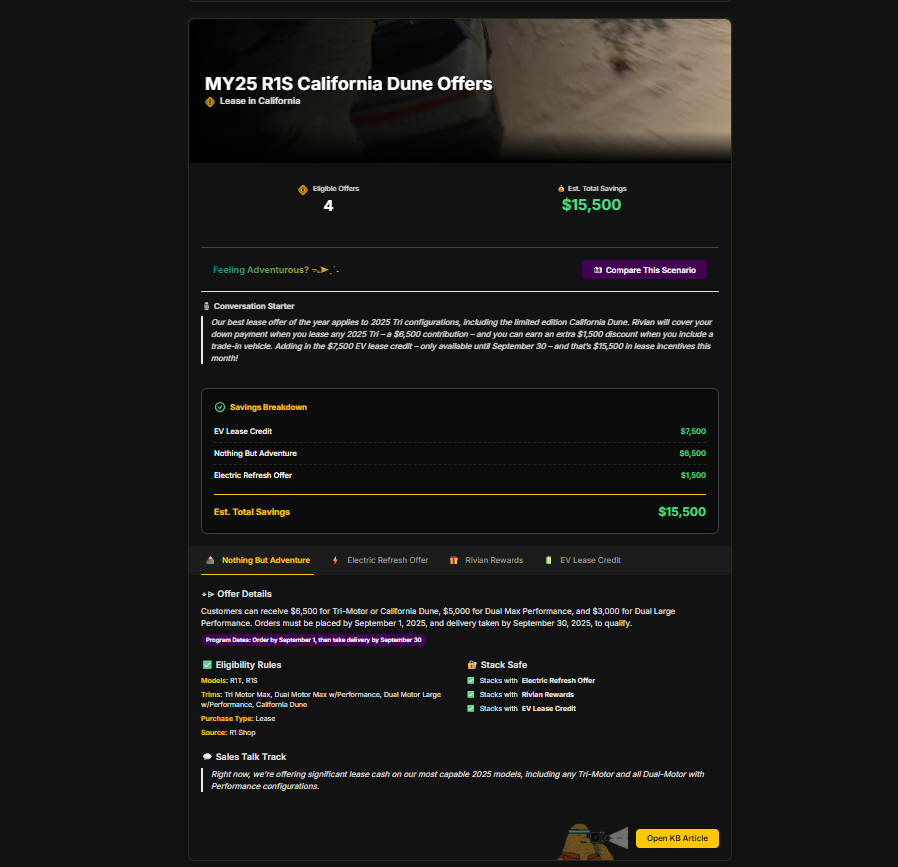 MY25 R1S California Dune Offers
Lease in California
Eligible Offers
4
Est. Total Savings
$15,500
Feeling Adventurous?
Compare This Scenario
Conversation Starter
Our best lease offer of the year applies to 2025 Tri configurations, including the limited edition California Dune. Rivian will cover your
down payment when you lease any 2025 Tri – a $6,500 contribution – and you can earn an extra $1,500 discount when you include a
trade-in vehicle. Adding in the $7,500 EV lease credit – only available until September 30 – and that's $15,500 in lease incentives this
month!
Savings Breakdown
EV Lease Credit $7,500
Nothing But Adventure $6,500
Electric Refresh Offer $1,500
Est. Total Savings $15,500
Nothing But Adventure Electric Refresh Offer Rivian Rewards EV Lease Credit
Offer Details
Customers can receive $6,500 for Tri-Motor or California Dune, $5,000 for Dual Max Performance, and $3,000 for Dual Large
Performance. Orders must be placed by September 1, 2025, and delivery taken by September 30, 2025, to qualify.
Program Dates: Order by September 1, then take delivery by September 30
Eligibility Rules
Models: R1T, R1S
Trims: Tri Motor Max, Dual Motor Max w/Performance, Dual Motor Large
w/Performance, California Dune
Purchase Type: Lease
Source: R1 Shop
Stack Safe
Stacks with Electric Refresh Offer
Stacks with Rivian Rewards
Stacks with EV Lease Credit
Sales Talk Track
Right now, we're offering significant lease cash on our most capable 2025 models, including any Tri-Motor and all Dual-Motor with
Performance configurations.
Open KB Article